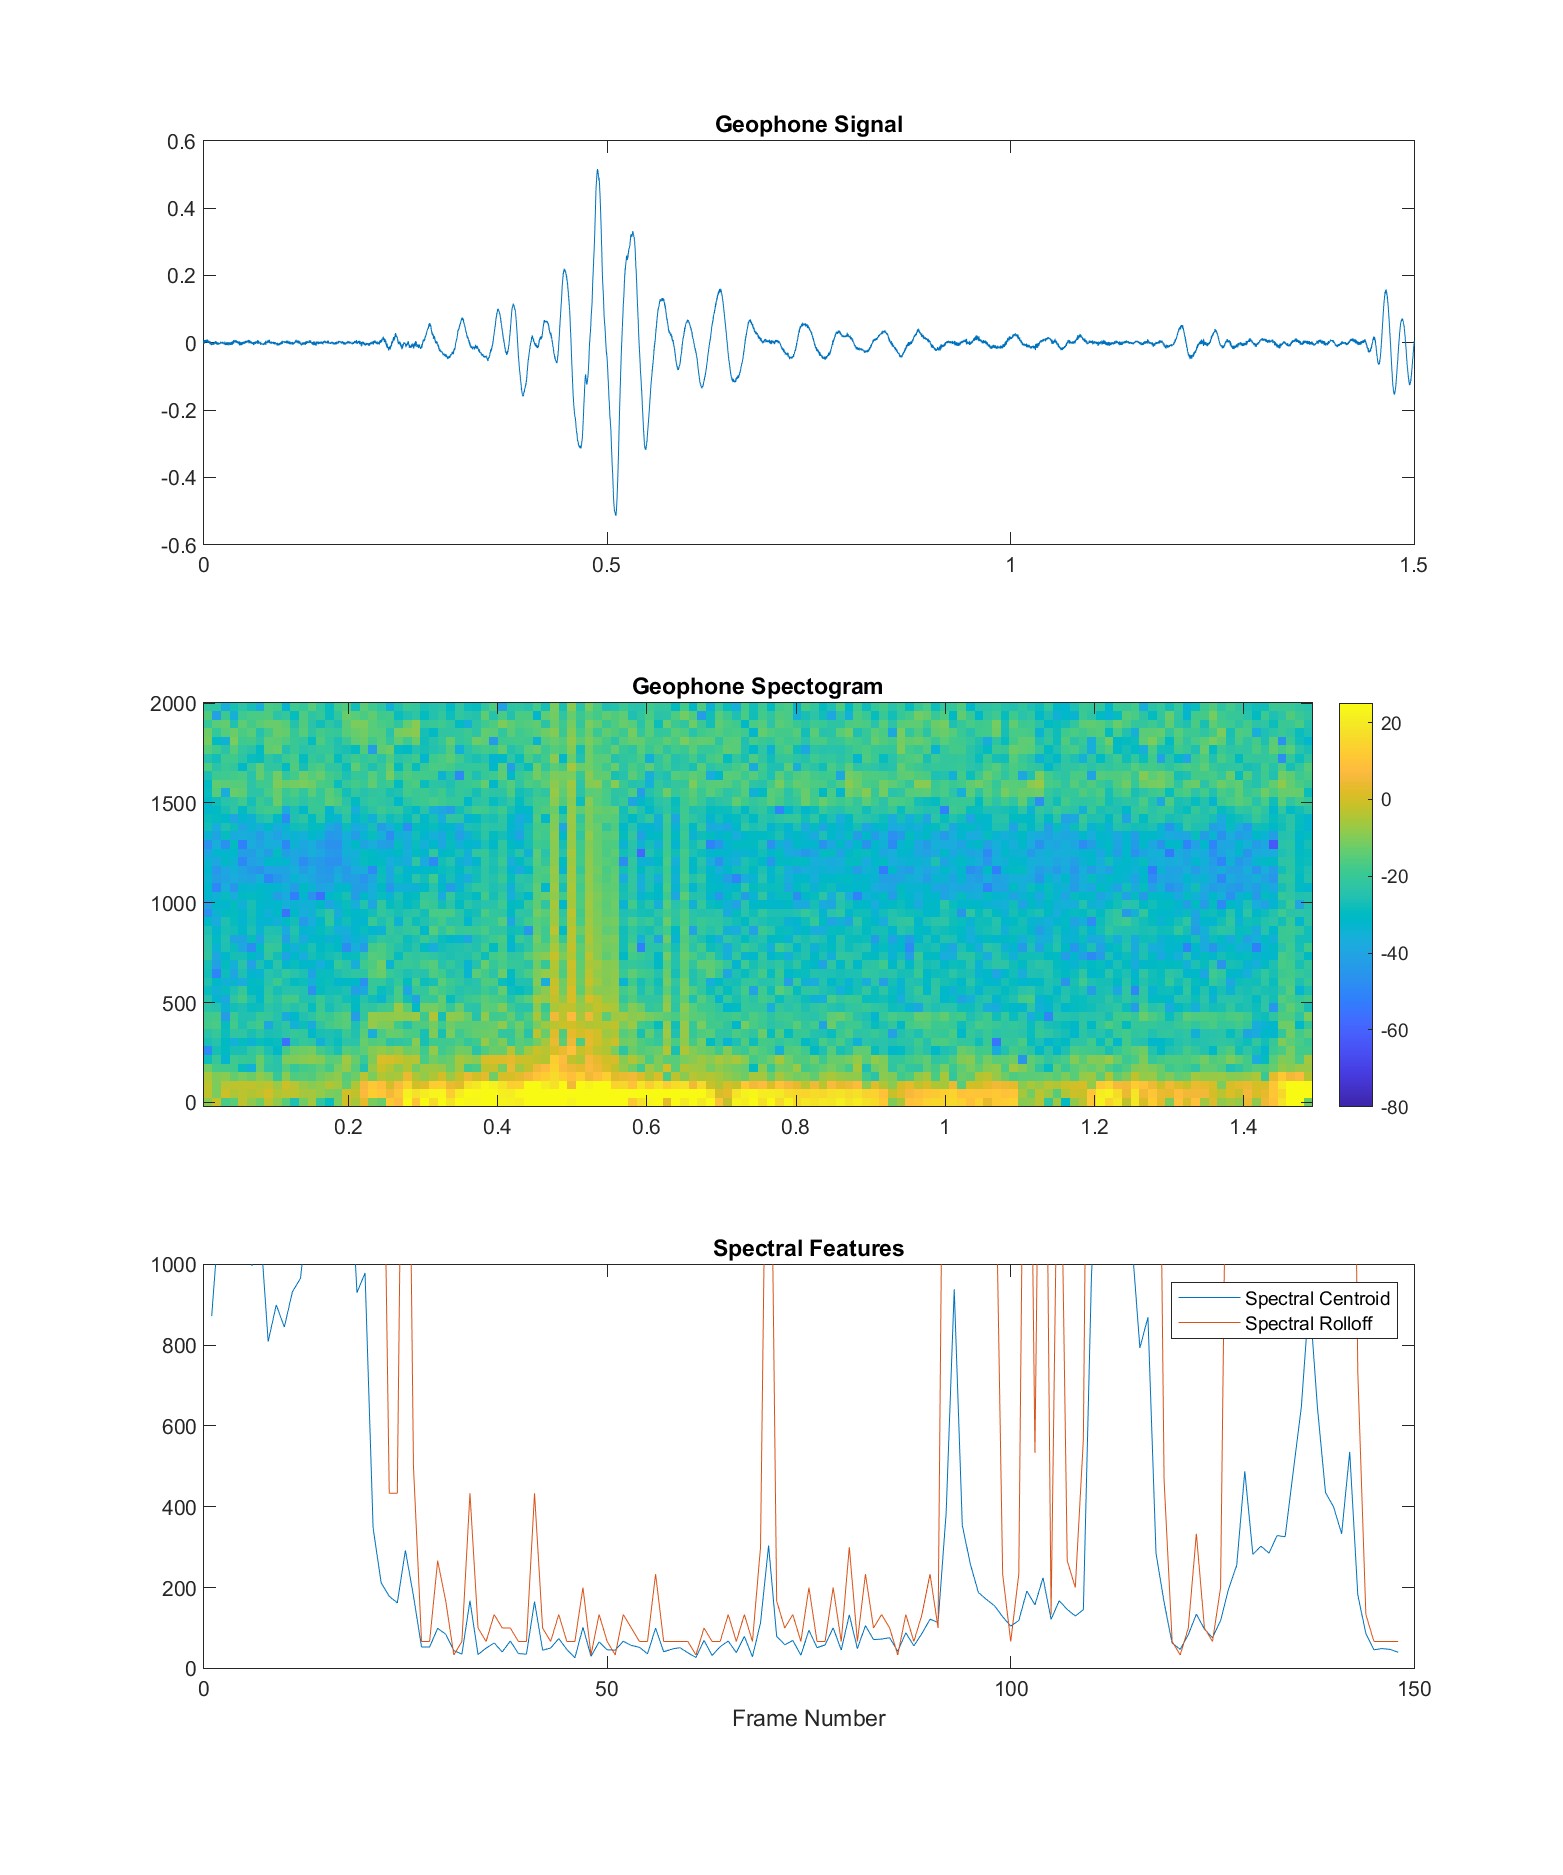 Geophone Signal
0.6
0.4
0.2
0
-0.2
-0.4
-0.6
0 0.5 1 1.5
Geophone Spectogram
2000
1500
1000
500
0
20
0
-20
-40
-60
-80
0.2 0.4 0.6 0.8 1 1.2 1.4
Spectral Features
1000
800
600
400
200
0
Spectral Centroid
Spectral Rolloff
0 50 100 150
Frame Number